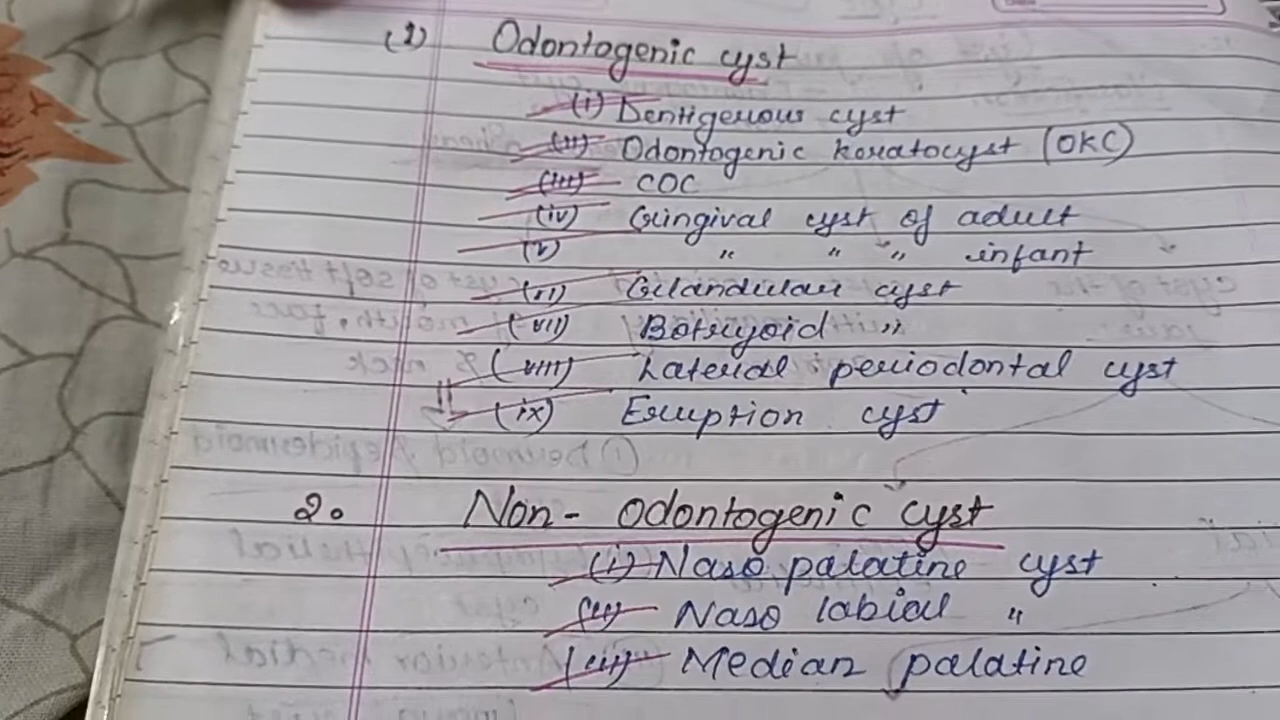 (1) Odontogenic cyst
(i) Dentigerous cyst
(ii) Odontogenic keratocyst (OKC)
(iii) COC
(iv) Gingival cyst of adult
(v) " " " infant
(vi) Glandular cyst
(vii) Botryoid "
(viii) Laterial periodontal cyst
(ix) Eruption cyst
2. Non-odontogenic cyst
(i) Naso palatine cyst
(ii) Naso labial "
(iii) Median palatine